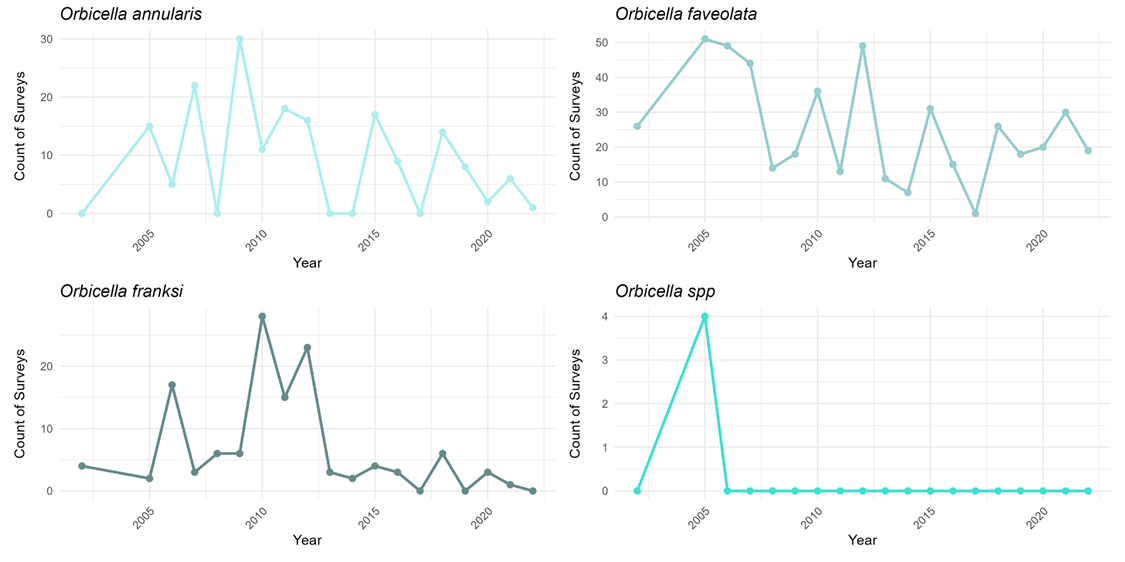 Orbicella annularis
Count of Surveys
30
20
10
0
2005
2010
2015
2020
Year
Orbicella faveolata
Count of Surveys
50
40
30
20
10
0
2005
2010
2015
2020
Year
Orbicella franksi
Count of Surveys
20
10
0
2005
2010
2015
2020
Year
Orbicella spp
Count of Surveys
4
3
2
1
0
2005
2010
2015
2020
Year